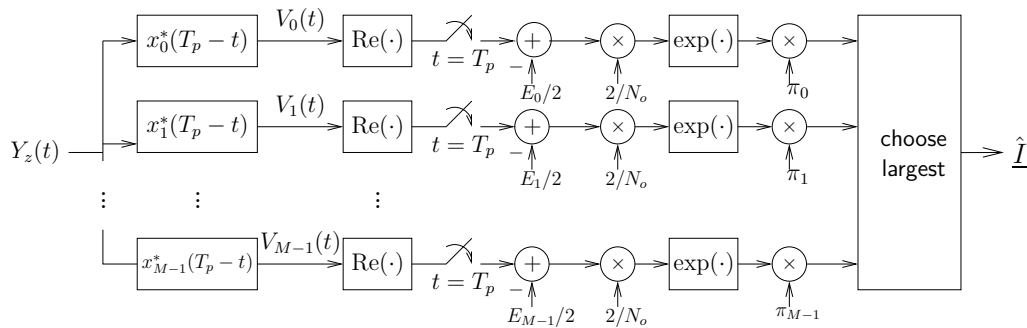 x_0^*(T_p − t) V_0(t) Re(·) t = T_p + − E_0/2 × 2/N_o exp(·) × π_0
Y_z(t) x_1^*(T_p − t) V_1(t) Re(·) t = T_p + − E_1/2 × 2/N_o exp(·) × π_1
choose
largest
\underline{\hat{I}}
⋮ ⋮ ⋮
x_{M−1}^*(T_p − t) V_{M−1}(t) Re(·) t = T_p + − E_{M−1}/2 × 2/N_o exp(·) × π_{M−1}